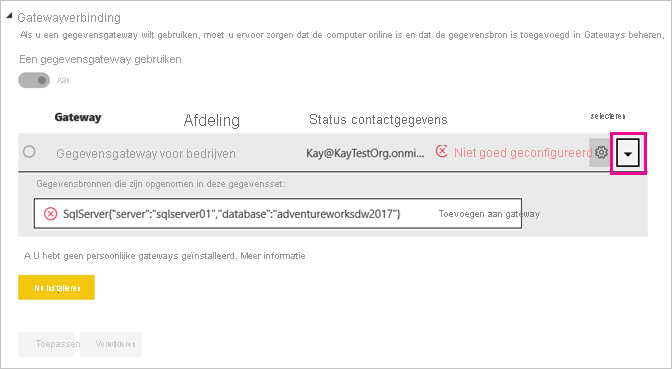 Gatewayverbinding
Als u een gegevensgateway wilt gebruiken, moet u ervoor zorgen dat de computer online is en dat de gegevensbron is toegevoegd in Gateways beheren,
Een gegevensgateway gebruiken
Aan
Gateway Afdeling Status contactgegevens selecteren
Gegevensgateway voor bedrijven Kay@KayTestOrg.onmi... Niet goed geconfigureerd
Gegevensbronnen die zijn opgenomen in deze gegevensset:
SqlServer{"server":"sqlserver01","database":"adventureworksdw2017"} Toevoegen aan gateway
A U hebt geen persoonlijke gateways geïnstalleerd. Meer informatie
Nu installeren
Toepassen Verwijderen